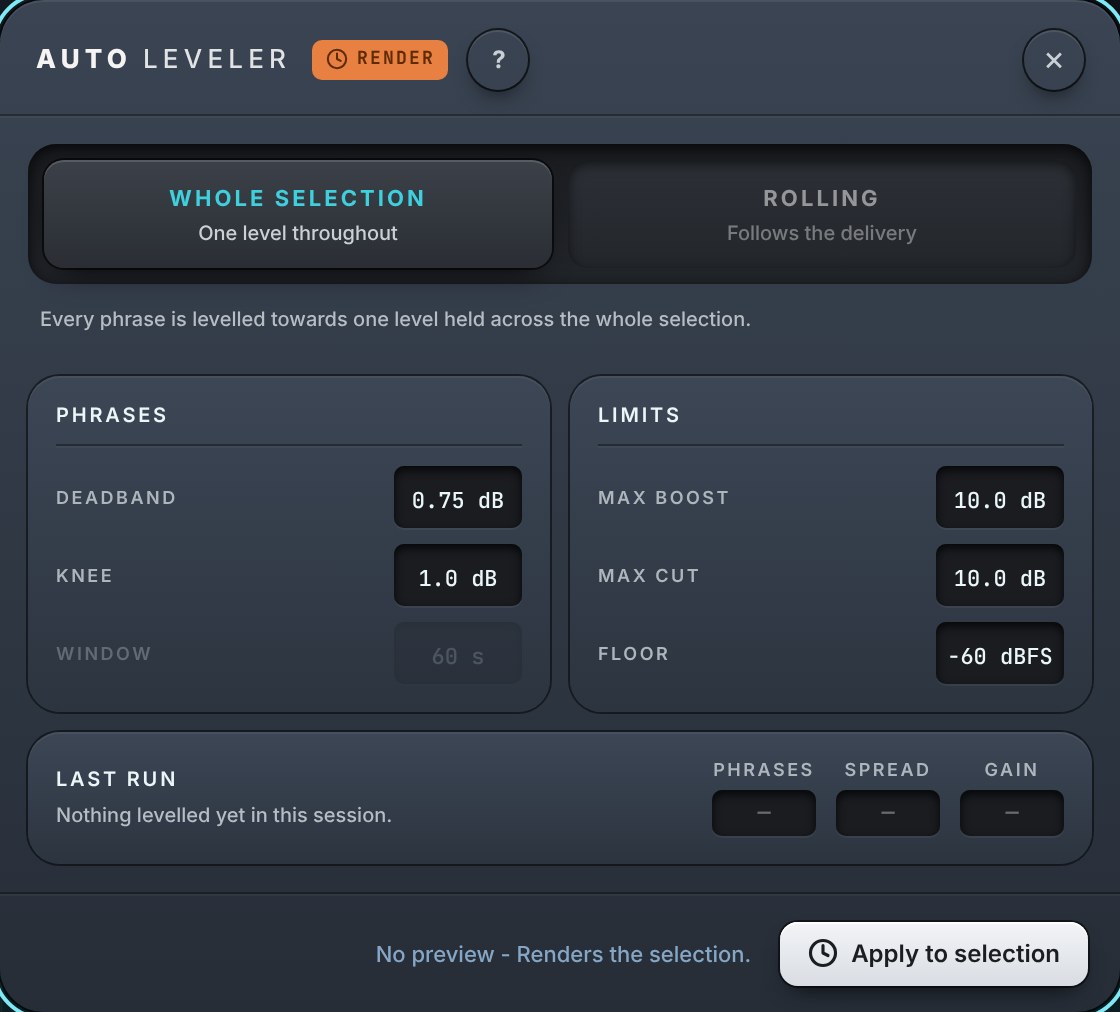 AUTO LEVELER RENDER ?
WHOLE SELECTION
One level throughout
ROLLING
Follows the delivery
Every phrase is levelled towards one level held across the whole selection.
PHRASES
DEADBAND 0.75 dB
KNEE 1.0 dB
WINDOW 60 s
LIMITS
MAX BOOST 10.0 dB
MAX CUT 10.0 dB
FLOOR -60 dBFS
LAST RUN
Nothing levelled yet in this session.
PHRASES SPREAD GAIN
– – –
No preview - Renders the selection.
Apply to selection